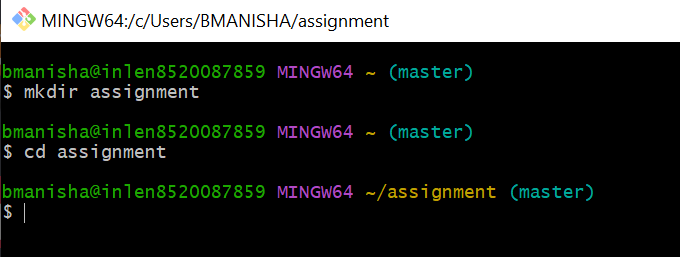 MINGW64:/c/Users/BMANISHA/assignment
bmanisha@inlen8520087859 MINGW64 ~ (master)
$ mkdir assignment
bmanisha@inlen8520087859 MINGW64 ~ (master)
$ cd assignment
bmanisha@inlen8520087859 MINGW64 ~/assignment (master)
$